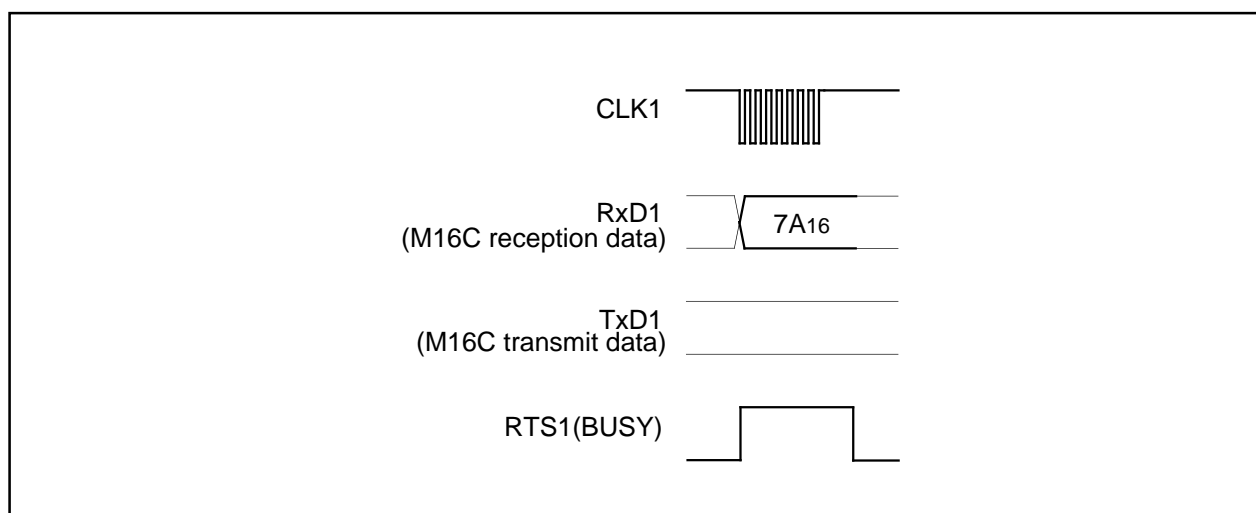 CLK1
RxD1
(M16C reception data)
7A16
TxD1
(M16C transmit data)
RTS1(BUSY)